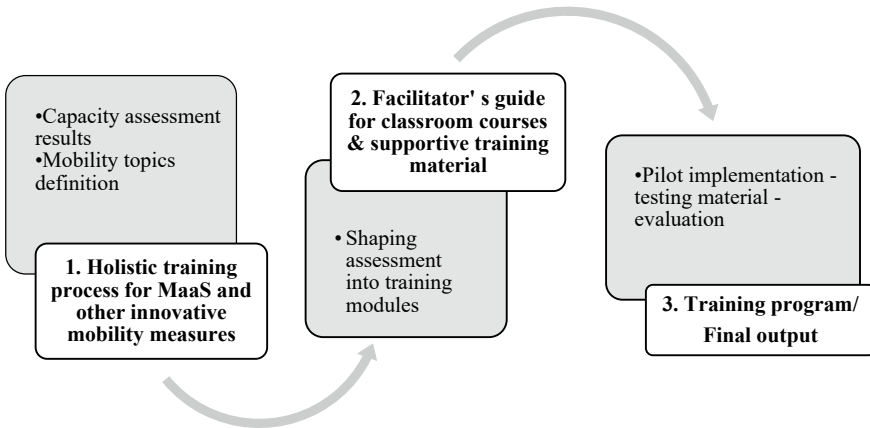 •Capacity assessment
results
•Mobility topics
definition
1. Holistic training
process for MaaS and
other innovative
mobility measures
2. Facilitator' s guide
for classroom courses
& supportive training
material
• Shaping
assessment
into training
modules
•Pilot implementation -
testing material -
evaluation
3. Training program/
Final output